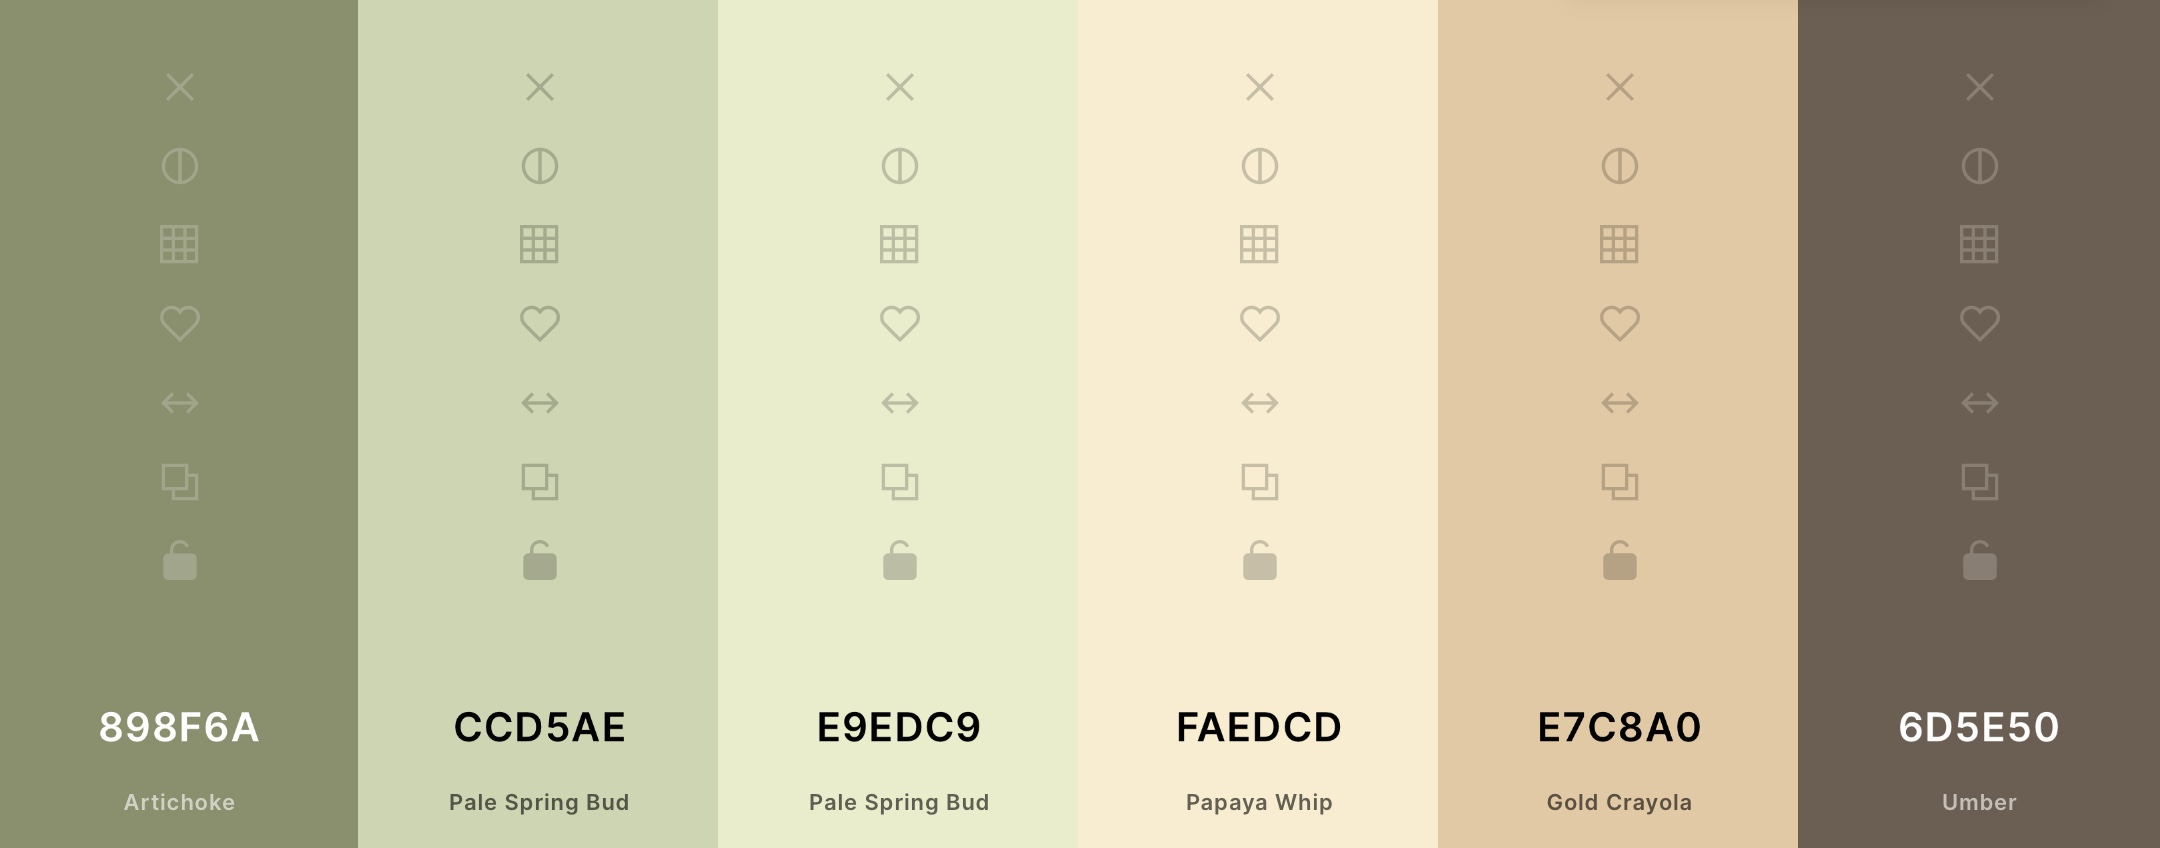 898F6A
Artichoke
CCD5AE
Pale Spring Bud
E9EDC9
Pale Spring Bud
FAEDCD
Papaya Whip
E7C8A0
Gold Crayola
6D5E50
Umber